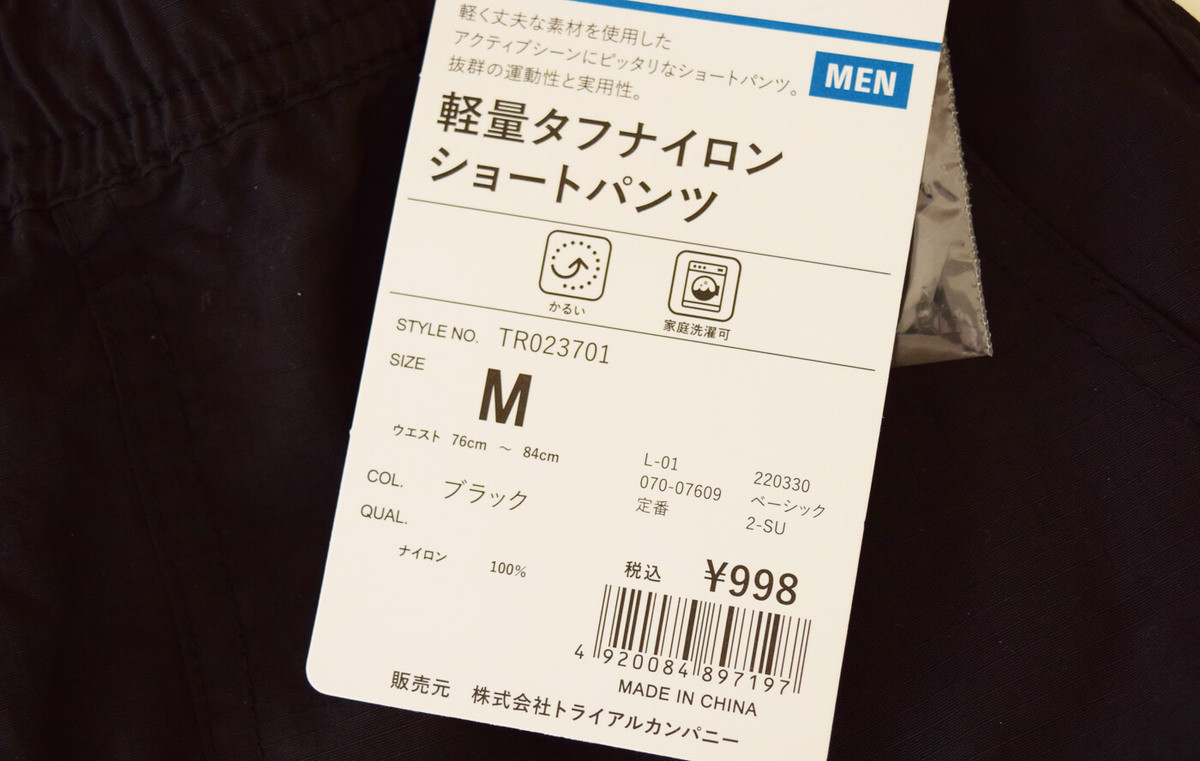 軽く丈夫な素材を使用した
アクティブシーンにピッタリなショートパンツ。
抜群の運動性と実用性。
MEN
軽量タフナイロン
ショートパンツ
かるい
家庭洗濯可
STYLE NO. TR023701
SIZE
M
ウエスト 76cm ～ 84cm
COL. ブラック
QUAL.
ナイロン 100%
L-01 220330
070-07609 ベーシック
定番 2-SU
税込 ¥998
4 920084 897197
MADE IN CHINA
販売元 株式会社トライアルカンパニー